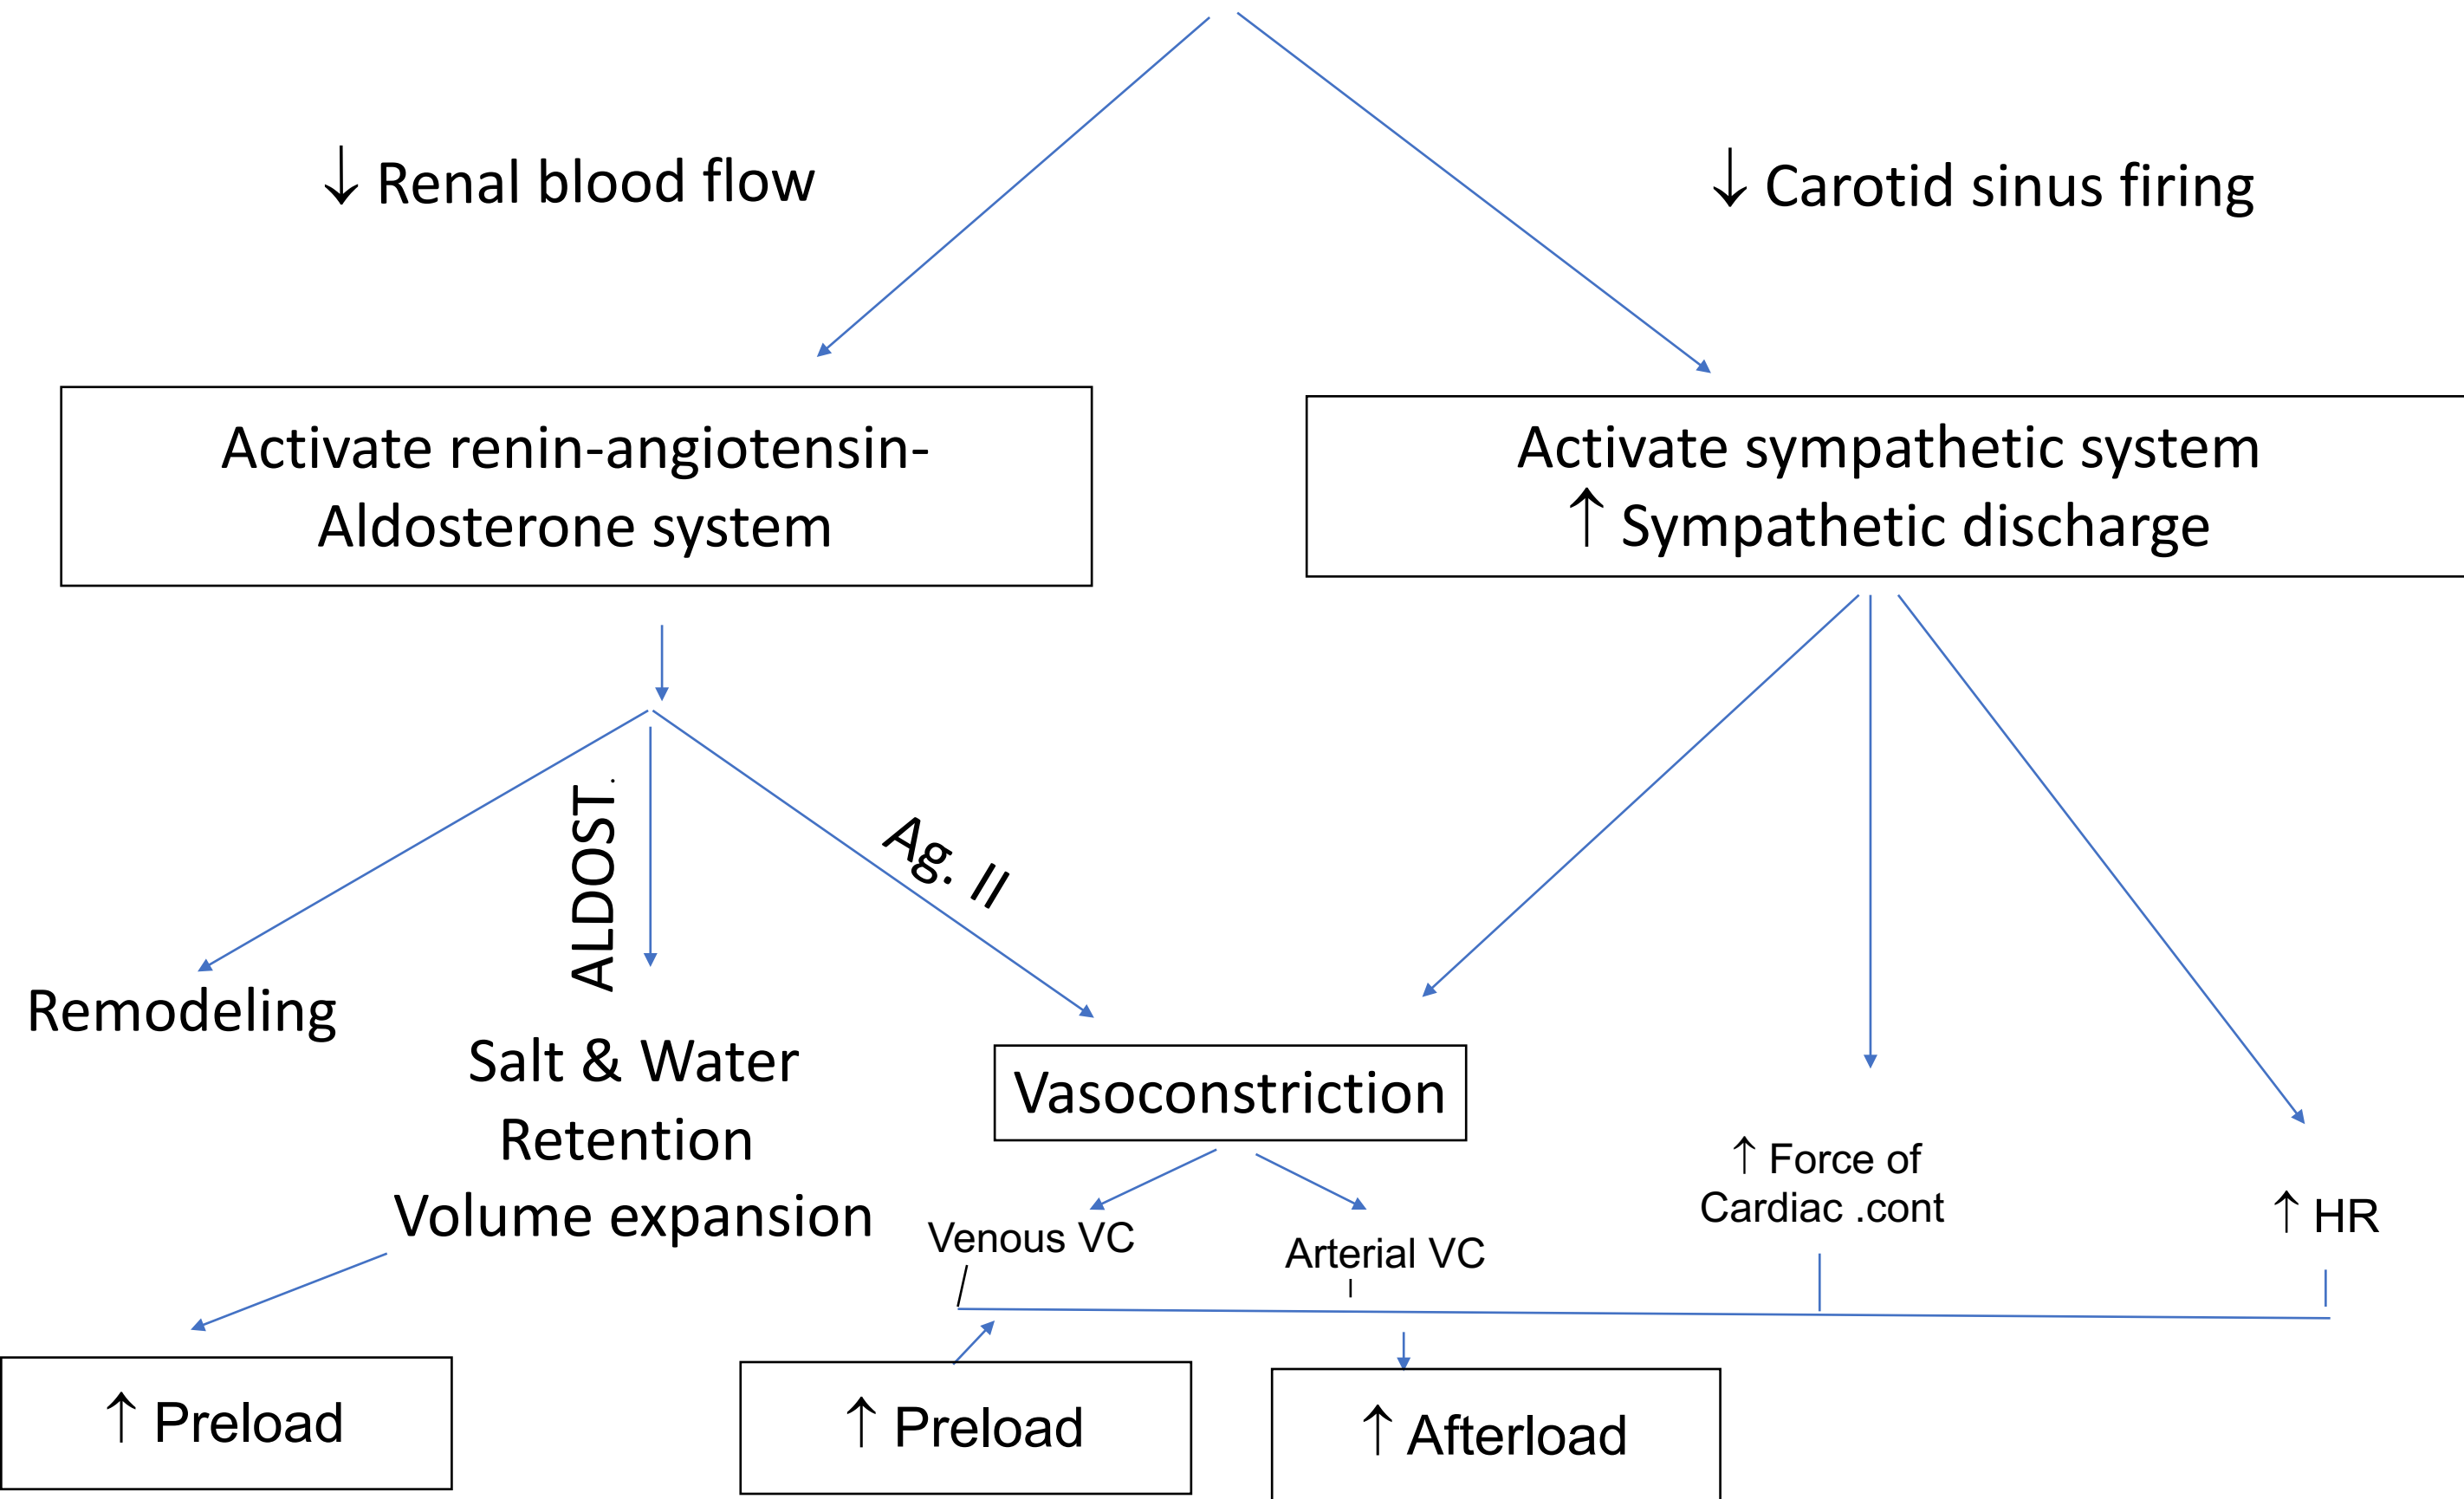 ↓ Renal blood flow
↓ Carotid sinus firing
Activate renin-angiotensin-
Aldosterone system
Activate sympathetic system
↑ Sympathetic discharge
ALDOST.
Ag. II
Remodeling
Salt & Water
Retention
Volume expansion
Vasoconstriction
Venous VC
Arterial VC
↑ Force of
Cardiac .cont
↑ HR
↑ Preload
↑ Preload
↑ Afterload